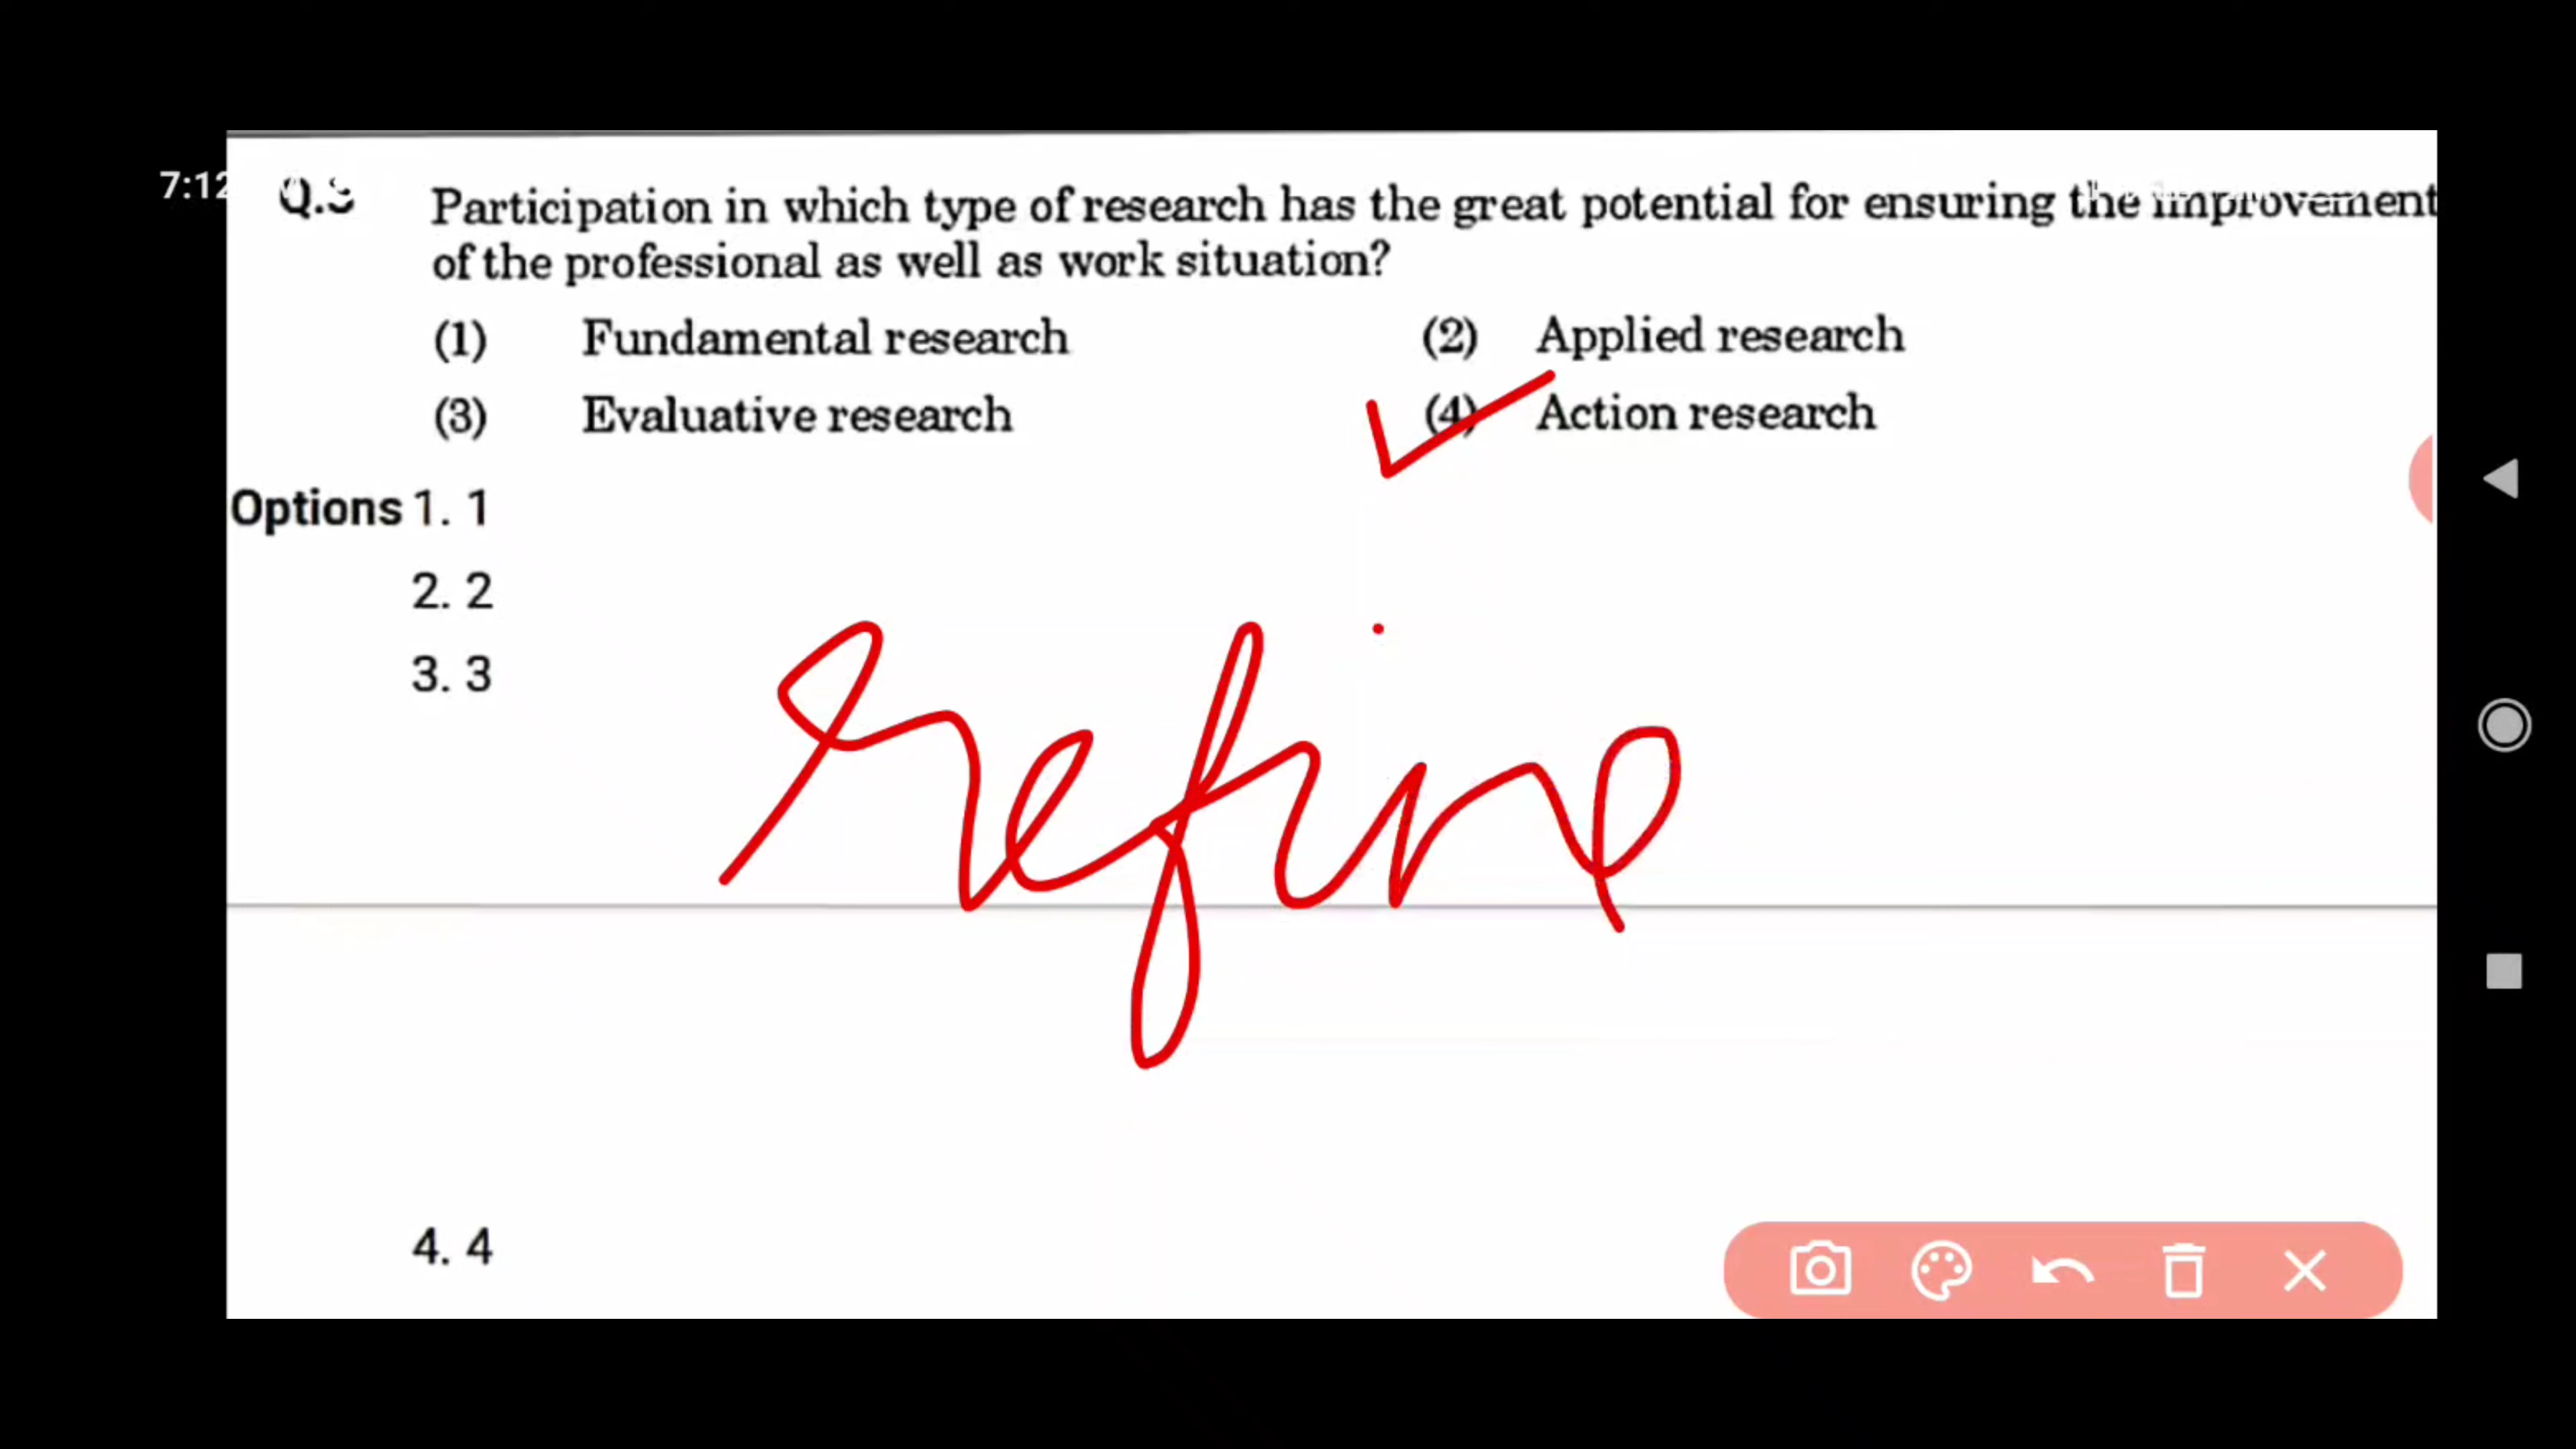 7:12
Q.3 Participation in which type of research has the great potential for ensuring the improvement
of the professional as well as work situation?
(1) Fundamental research (2) Applied research
(3) Evaluative research (4) Action research
Options 1. 1
2. 2
3. 3
refine
4. 4